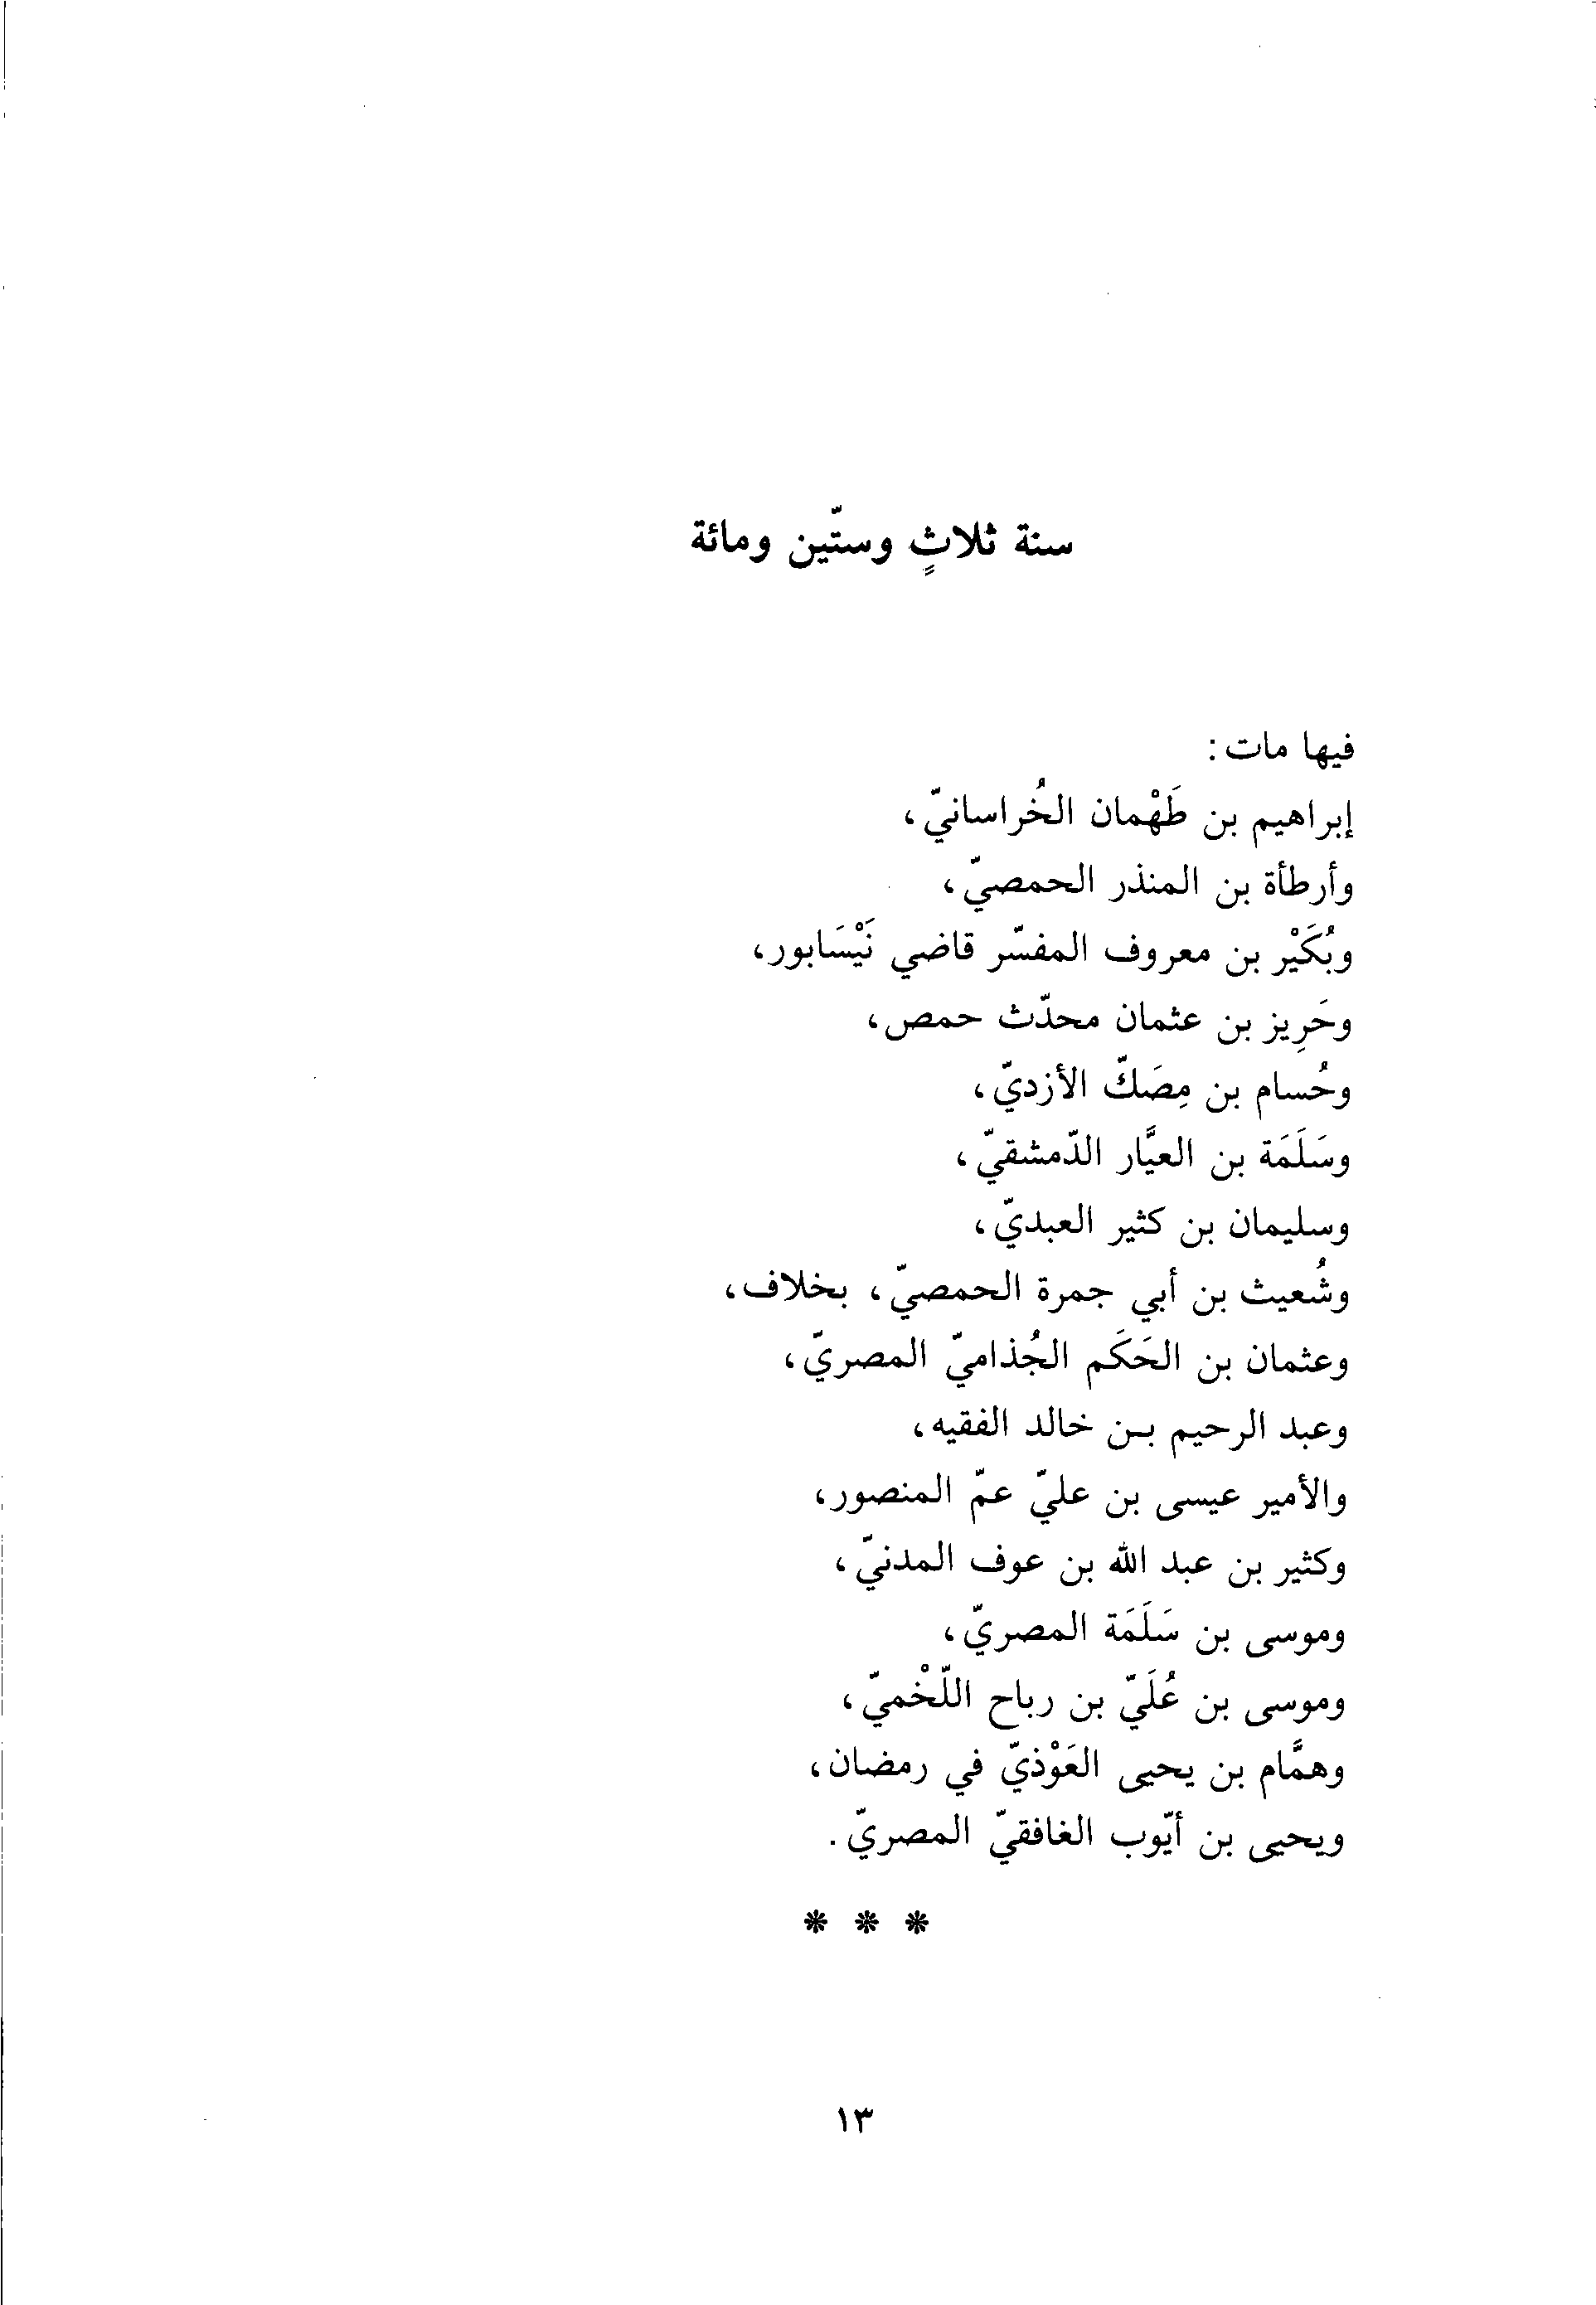 سنة ثلاثٍ وستّين ومائة
فيها مات:
إبراهيم بن طَهْمان الخُراسانيّ،
وأرطأة بن المنذر الحمصيّ،
وبُكَيْر بن معروف المفسّر قاضي نَيْسَابور،
وحَرِيز بن عثمان محدّث حمص،
وحُسام بن مِصَكّ الأزديّ،
وسَلَمَة بن العيَّار الدّمشقيّ،
وسليمان بن كثير العبديّ،
وشُعيث بن أبي جمرة الحمصيّ، بخلاف،
وعثمان بن الحَكَم الجُذاميّ المصريّ،
وعبد الرحيم بـن خالد الفقيه،
والأمير عيسى بن عليّ عمّ المنصور،
وكثير بن عبد الله بن عوف المدنيّ،
وموسى بن سَلَمَة المصريّ،
وموسى بن عُلَيّ بن رباح اللّخْميّ،
وهمَّام بن يحيى العَوْذيّ في رمضان،
ويحيى بن أيّوب الغافقيّ المصريّ.
* * *
١٣